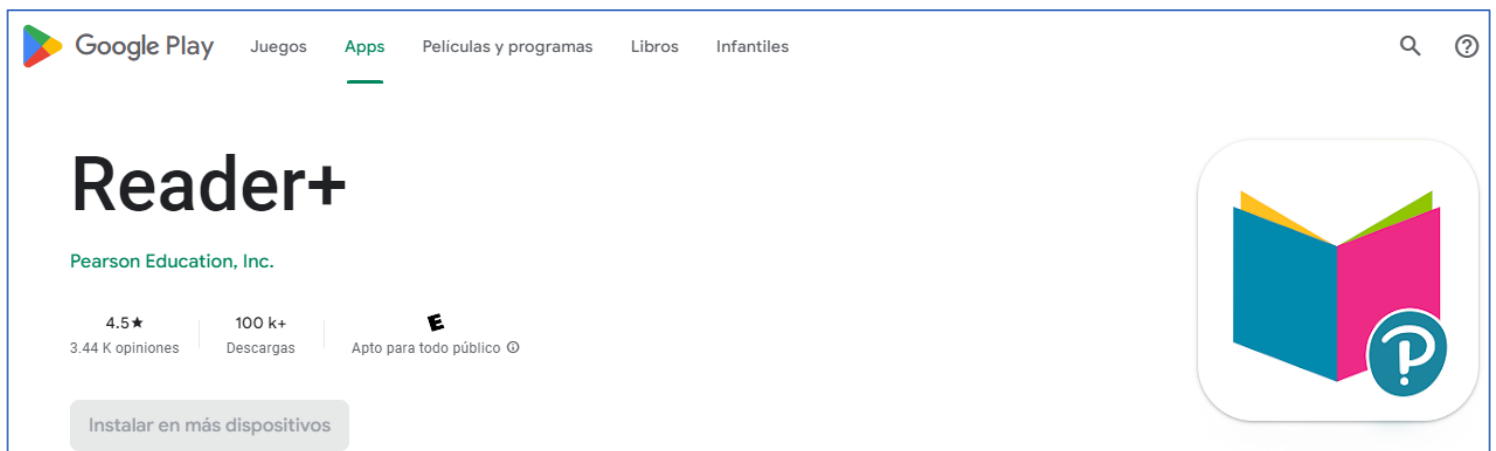 Google Play Juegos Apps Películas y programas Libros Infantiles
Reader+
Pearson Education, Inc.
4.5★ 100 k+ E
3.44 K opiniones Descargas Apto para todo público
Instalar en más dispositivos
P